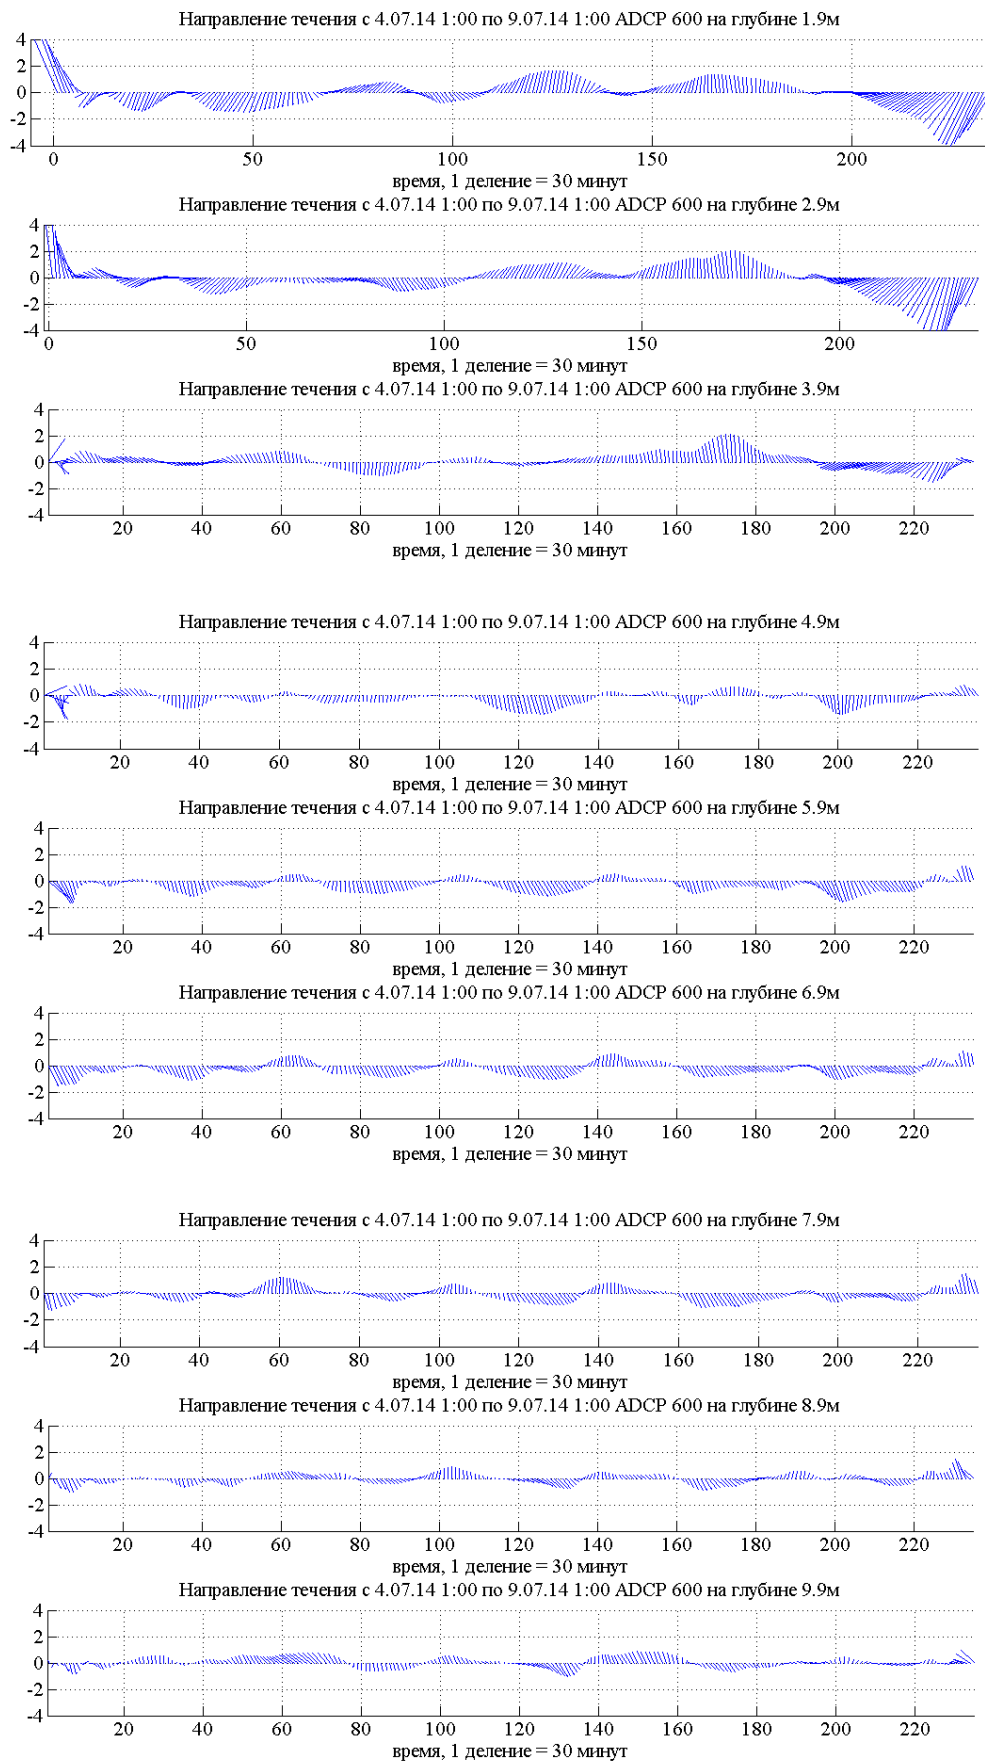 Направление течения с 4.07.14 1:00 по 9.07.14 1:00 ADCP 600 на глубине 1.9м
4
2
0
-2
-4
0 50 100 150 200
время, 1 деление = 30 минут
Направление течения с 4.07.14 1:00 по 9.07.14 1:00 ADCP 600 на глубине 2.9м
4
2
0
-2
-4
0 50 100 150 200
время, 1 деление = 30 минут
Направление течения с 4.07.14 1:00 по 9.07.14 1:00 ADCP 600 на глубине 3.9м
4
2
0
-2
-4
20 40 60 80 100 120 140 160 180 200 220
время, 1 деление = 30 минут
Направление течения с 4.07.14 1:00 по 9.07.14 1:00 ADCP 600 на глубине 4.9м
4
2
0
-2
-4
20 40 60 80 100 120 140 160 180 200 220
время, 1 деление = 30 минут
Направление течения с 4.07.14 1:00 по 9.07.14 1:00 ADCP 600 на глубине 5.9м
4
2
0
-2
-4
20 40 60 80 100 120 140 160 180 200 220
время, 1 деление = 30 минут
Направление течения с 4.07.14 1:00 по 9.07.14 1:00 ADCP 600 на глубине 6.9м
4
2
0
-2
-4
20 40 60 80 100 120 140 160 180 200 220
время, 1 деление = 30 минут
Направление течения с 4.07.14 1:00 по 9.07.14 1:00 ADCP 600 на глубине 7.9м
4
2
0
-2
-4
20 40 60 80 100 120 140 160 180 200 220
время, 1 деление = 30 минут
Направление течения с 4.07.14 1:00 по 9.07.14 1:00 ADCP 600 на глубине 8.9м
4
2
0
-2
-4
20 40 60 80 100 120 140 160 180 200 220
время, 1 деление = 30 минут
Направление течения с 4.07.14 1:00 по 9.07.14 1:00 ADCP 600 на глубине 9.9м
4
2
0
-2
-4
20 40 60 80 100 120 140 160 180 200 220
время, 1 деление = 30 минут